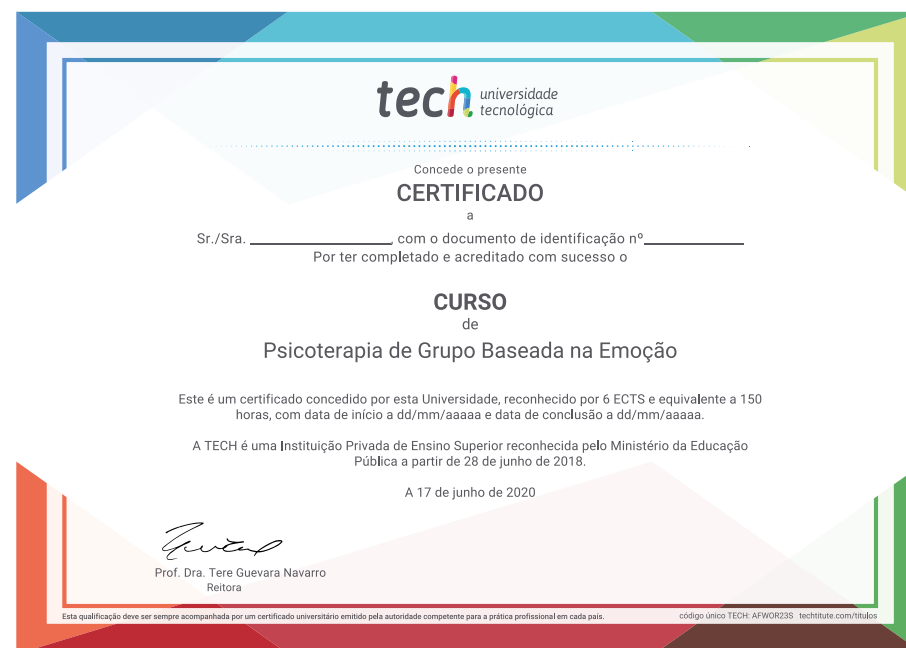 tech universidade
tecnológica
Concede o presente
CERTIFICADO
a
Sr./Sra. ____________________, com o documento de identificação nº______________
Por ter completado e acreditado com sucesso o
CURSO
de
Psicoterapia de Grupo Baseada na Emoção
Este é um certificado concedido por esta Universidade, reconhecido por 6 ECTS e equivalente a 150
horas, com data de início a dd/mm/aaaaa e data de conclusão a dd/mm/aaaaa.
A TECH é uma Instituição Privada de Ensino Superior reconhecida pelo Ministério da Educação
Pública a partir de 28 de junho de 2018.
A 17 de junho de 2020
Prof. Dra. Tere Guevara Navarro
Reitora
Esta qualificação deve ser sempre acompanhada por um certificado universitário emitido pela autoridade competente para a prática profissional em cada país.
código único TECH: AFWOR23S techtitute.com/títulos